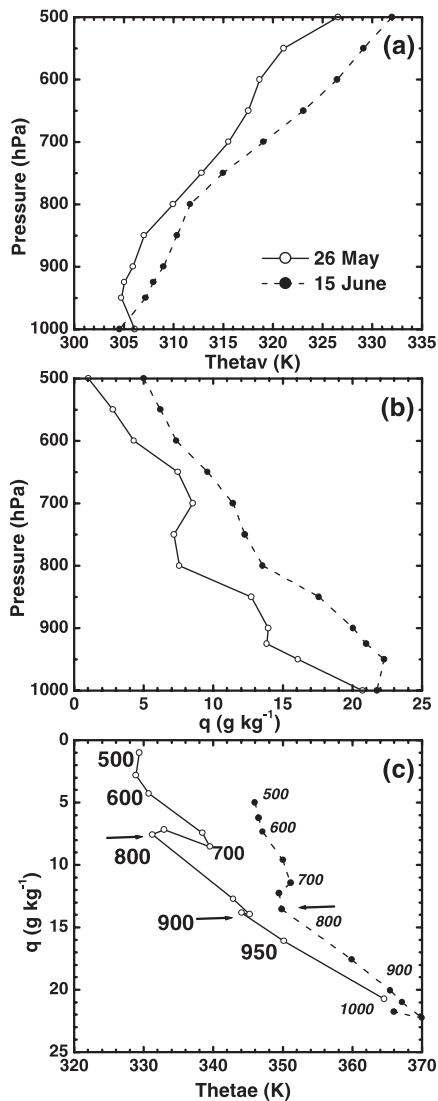 500
600
700
800
900
1000
Pressure (hPa)
(a)
26 May
15 June
300 305 310 315 320 325 330 335
Thetav (K)
500
600
700
800
900
1000
Pressure (hPa)
(b)
0 5 10 15 20 25
q (g kg⁻¹)
0
5
10
15
20
25
q (g kg⁻¹)
(c)
500
600
700
800
900
950
500
600
700
800
900
1000
320 330 340 350 360 370
Thetae (K)